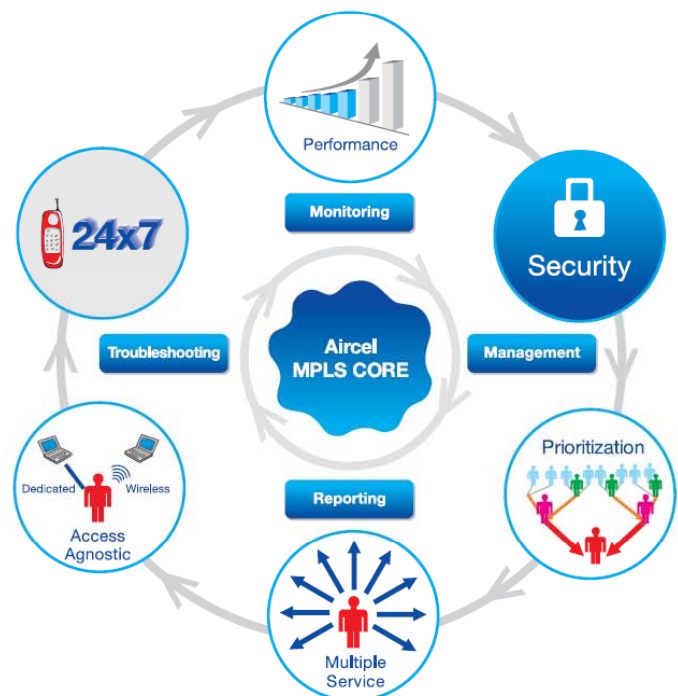 Performance
Monitoring
24x7
Security
Aircel
MPLS CORE
Troubleshooting
Management
Prioritization
Dedicated
Wireless
Access
Agnostic
Reporting
Multiple
Service